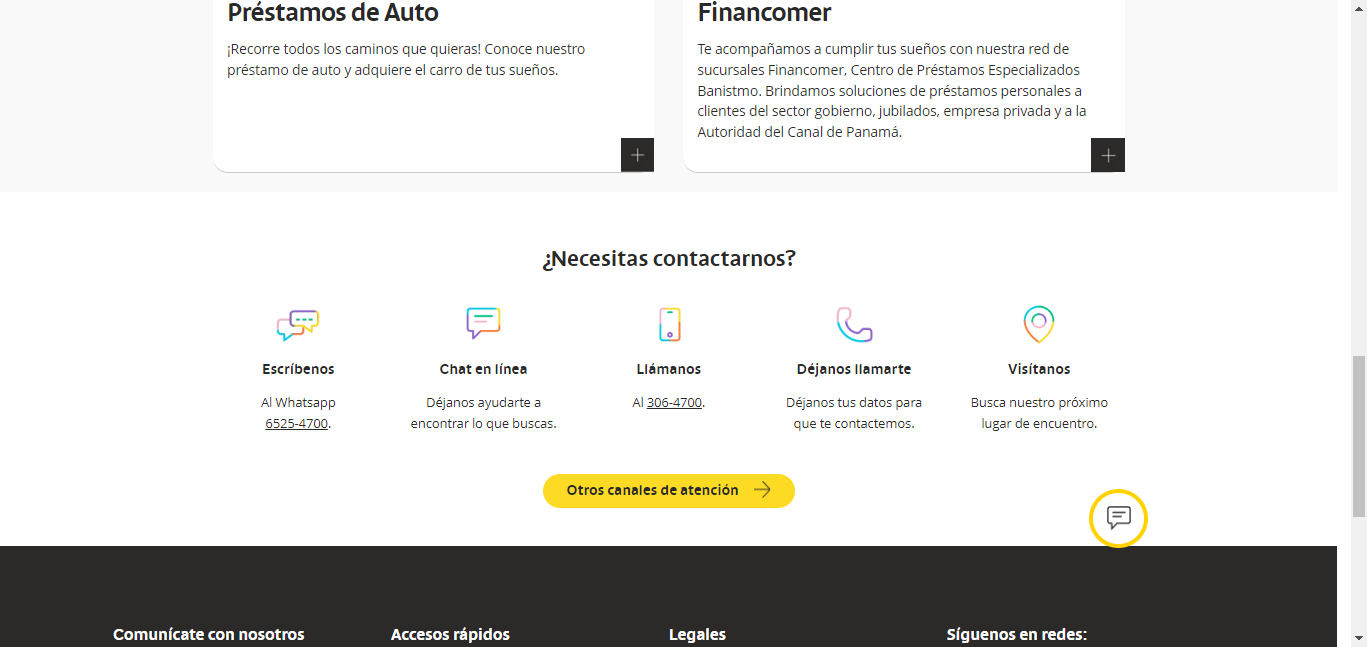 Préstamos de Auto
¡Recorre todos los caminos que quieras! Conoce nuestro
préstamo de auto y adquiere el carro de tus sueños.
Financomer
Te acompañamos a cumplir tus sueños con nuestra red de
sucursales Financomer, Centro de Préstamos Especializados
Banistmo. Brindamos soluciones de préstamos personales a
clientes del sector gobierno, jubilados, empresa privada y a la
Autoridad del Canal de Panamá.
¿Necesitas contactarnos?
Escríbenos
Al Whatsapp
6525-4700.
Chat en línea
Déjanos ayudarte a
encontrar lo que buscas.
Llámanos
Al 306-4700.
Déjanos llamarte
Déjanos tus datos para
que te contactemos.
Visítanos
Busca nuestro próximo
lugar de encuentro.
Otros canales de atención
Comunícate con nosotros
Accesos rápidos
Legales
Síguenos en redes: